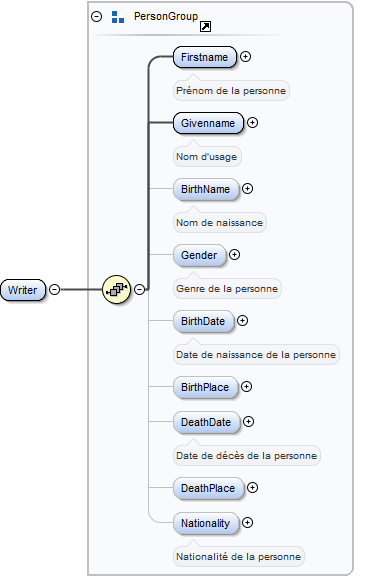 PersonGroup
Firstname
Prénom de la personne
Givenname
Nom d'usage
BirthName
Nom de naissance
Gender
Genre de la personne
Writer
BirthDate
Date de naissance de la personne
BirthPlace
DeathDate
Date de décès de la personne
DeathPlace
Nationality
Nationalité de la personne